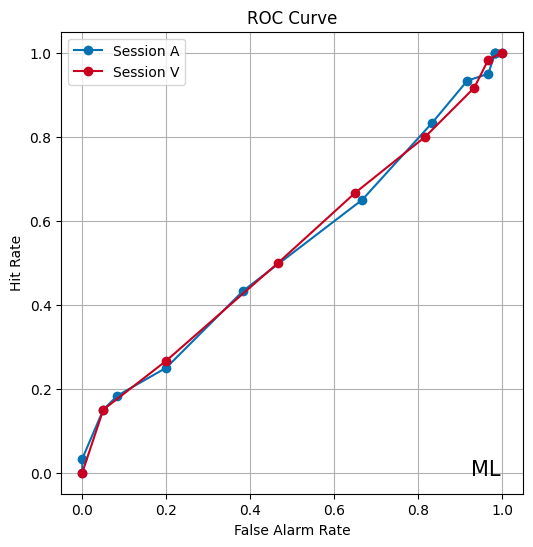 ROC Curve
Session A
Session V
1.0
0.8
0.6
0.4
0.2
0.0
Hit Rate
ML
0.0 0.2 0.4 0.6 0.8 1.0
False Alarm Rate